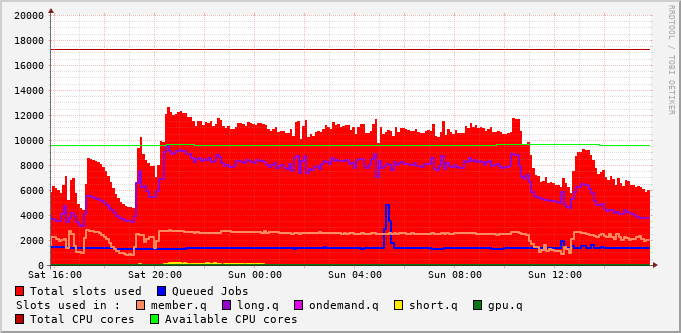 RRDTOOL / TOBI OETIKER
20000
18000
16000
14000
12000
10000
8000
6000
4000
2000
0
Sat 16:00 Sat 20:00 Sun 00:00 Sun 04:00 Sun 08:00 Sun 12:00
Total slots used Queued Jobs
Slots used in : member.q long.q ondemand.q short.q gpu.q
Total CPU cores Available CPU cores